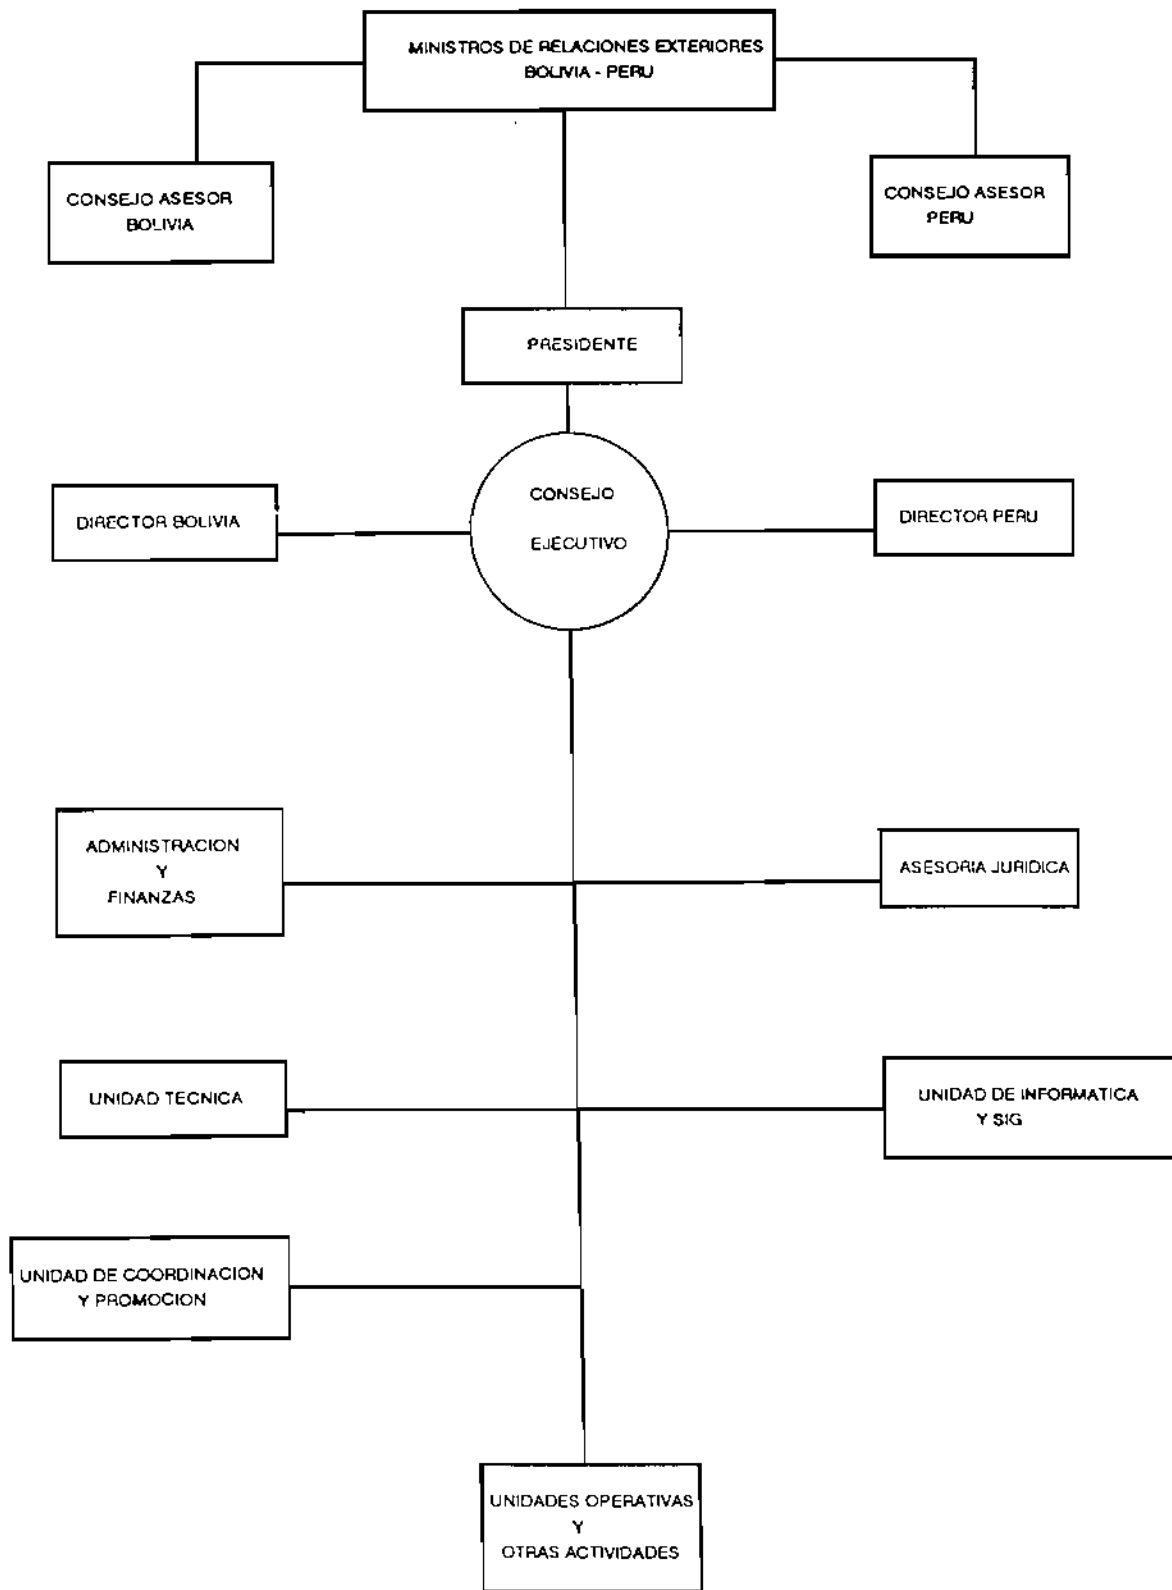 MINISTROS DE RELACIONES EXTERIORES
BOLIVIA - PERU
CONSEJO ASESOR
BOLIVIA
CONSEJO ASESOR
PERU
PRESIDENTE
CONSEJO
EJECUTIVO
DIRECTOR BOLIVIA
DIRECTOR PERU
ADMINISTRACION
Y
FINANZAS
ASESORIA JURIDICA
UNIDAD TECNICA
UNIDAD DE INFORMATICA
Y SIG
UNIDAD DE COORDINACION
Y PROMOCION
UNIDADES OPERATIVAS
Y
OTRAS ACTIVIDADES